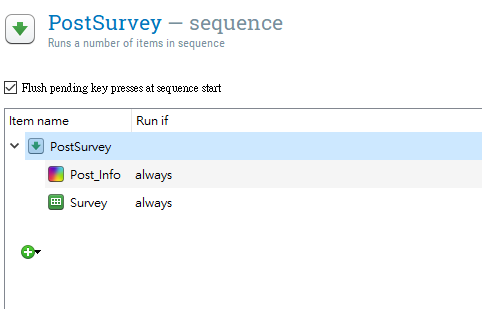 PostSurvey — sequence
Runs a number of items in sequence
Flush pending key presses at sequence start
Item name Run if
PostSurvey
Post_Info always
Survey always